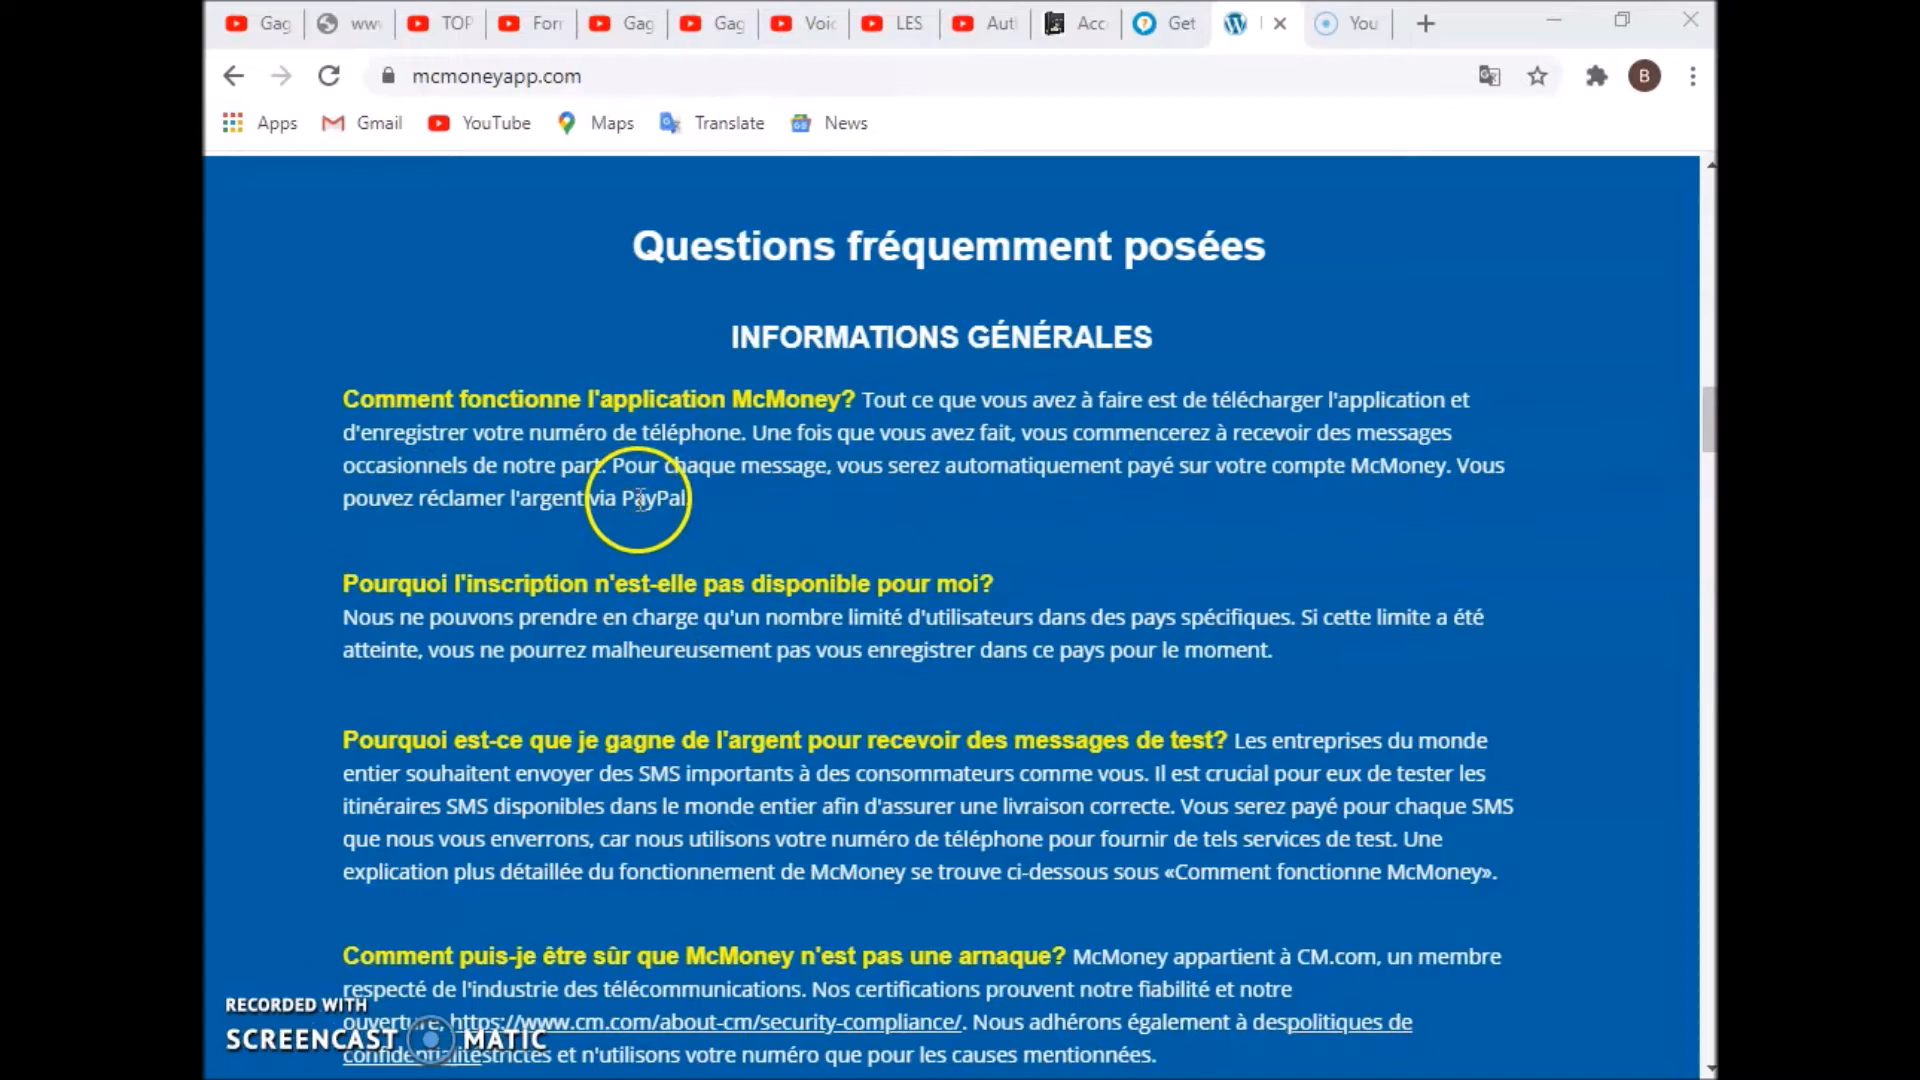 Gag www TOP For Gag Gag Voic LES Aut Acc Get You
mcmoneyapp.com
B
Apps Gmail YouTube Maps Translate News
Questions fréquemment posées
INFORMATIONS GÉNÉRALES
Comment fonctionne l'application McMoney? Tout ce que vous avez à faire est de télécharger l'application et
d'enregistrer votre numéro de téléphone. Une fois que vous avez fait, vous commencerez à recevoir des messages
occasionnels de notre part. Pour chaque message, vous serez automatiquement payé sur votre compte McMoney. Vous
pouvez réclamer l'argent via PayPal.
Pourquoi l'inscription n'est-elle pas disponible pour moi?
Nous ne pouvons prendre en charge qu'un nombre limité d'utilisateurs dans des pays spécifiques. Si cette limite a été
atteinte, vous ne pourrez malheureusement pas vous enregistrer dans ce pays pour le moment.
Pourquoi est-ce que je gagne de l'argent pour recevoir des messages de test? Les entreprises du monde
entier souhaitent envoyer des SMS importants à des consommateurs comme vous. Il est crucial pour eux de tester les
itinéraires SMS disponibles dans le monde entier afin d'assurer une livraison correcte. Vous serez payé pour chaque SMS
que nous vous enverrons, car nous utilisons votre numéro de téléphone pour fournir de tels services de test. Une
explication plus détaillée du fonctionnement de McMoney se trouve ci-dessous sous «Comment fonctionne McMoney».
Comment puis-je être sûr que McMoney n'est pas une arnaque? McMoney appartient à CM.com, un membre
respecté de l'industrie des télécommunications. Nos certifications prouvent notre fiabilité et notre
ouverture, https://www.cm.com/about-cm/security-compliance/. Nous adhérons également à despolitiques de
confidentialitéstrictes et n'utilisons votre numéro que pour les causes mentionnées.
RECORDED WITH
SCREENCAST MATIC